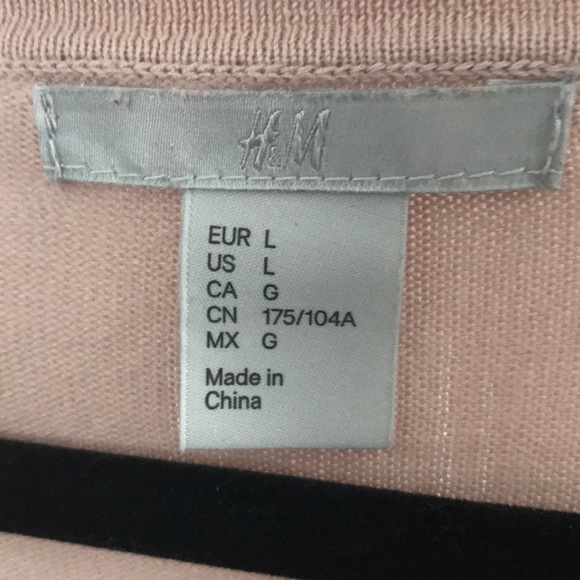 H&M
EUR L
US L
CA G
CN 175/104A
MX G
Made in
China